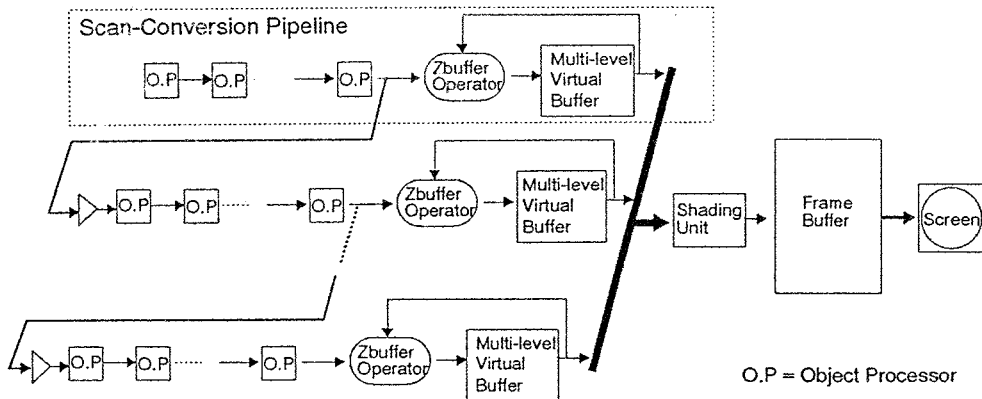 Scan-Conversion Pipeline
O.P
O.P
O.P
Zbuffer
Operator
Multi-level
Virtual
Buffer
O.P
O.P
O.P
Zbuffer
Operator
Multi-level
Virtual
Buffer
Shading
Unit
Frame
Buffer
Screen
O.P
O.P
O.P
Zbuffer
Operator
Multi-level
Virtual
Buffer
O.P = Object Processor